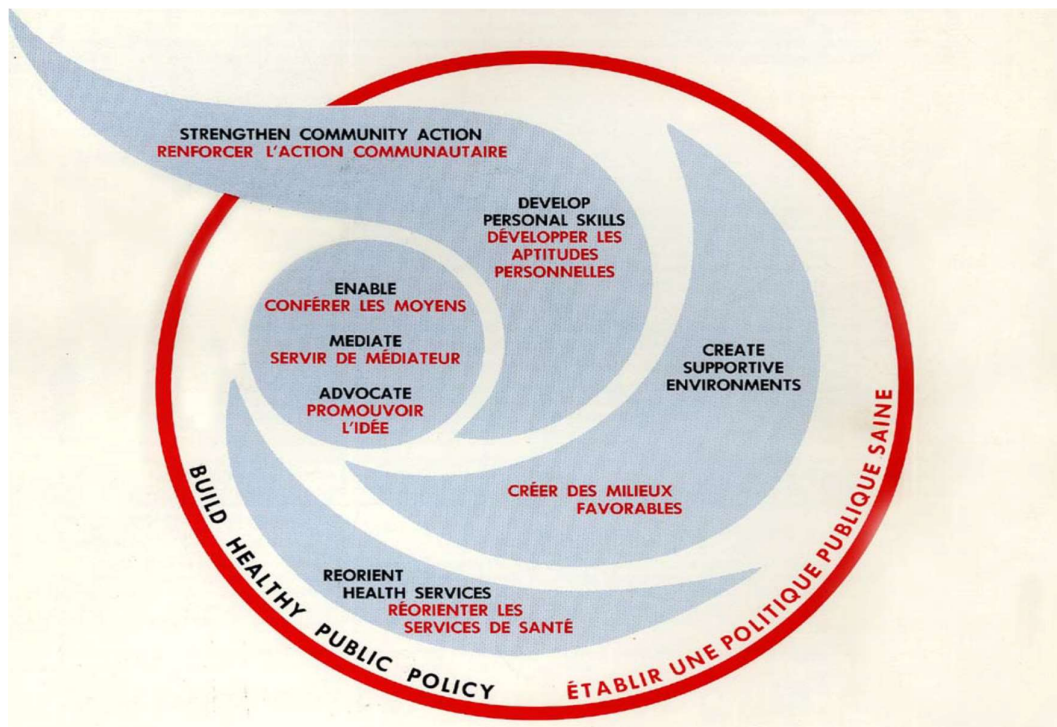 STRENGTHEN COMMUNITY ACTION
RENFORCER L'ACTION COMMUNAUTAIRE
DEVELOP
PERSONAL SKILLS
DÉVELOPPER LES
APTITUDES
PERSONNELLES
ENABLE
CONFÉRER LES MOYENS
MEDIATE
SERVIR DE MÉDIATEUR
ADVOCATE
PROMOUVOIR
L'IDÉE
CREATE
SUPPORTIVE
ENVIRONMENTS
CRÉER DES MILIEUX
FAVORABLES
REORIENT
HEALTH SERVICES
RÉORIENTER LES
SERVICES DE SANTÉ
BUILD HEALTHY PUBLIC POLICY
ÉTABLIR UNE POLITIQUE PUBLIQUE SAINE